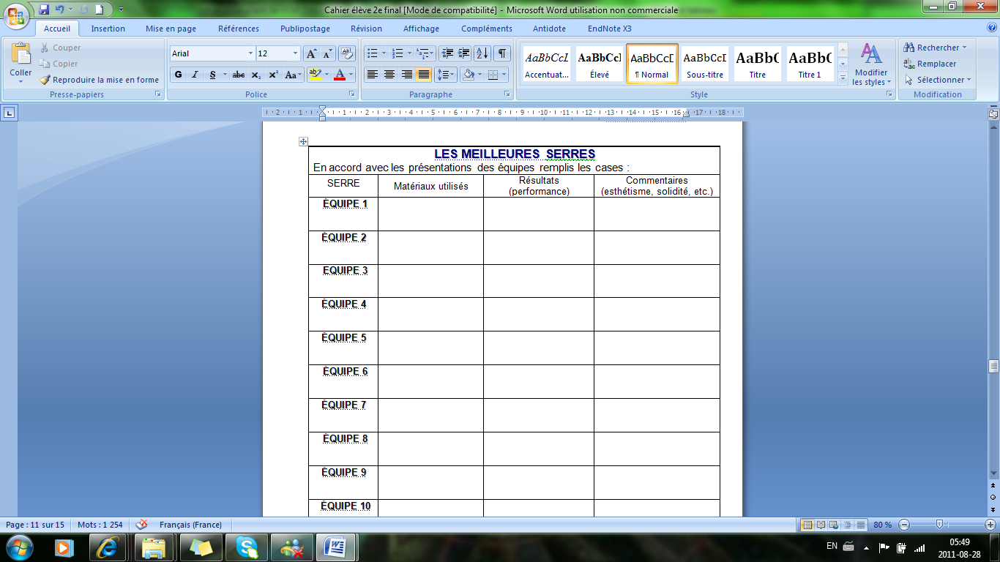 Cahier élève 2e final [Mode de compatibilité] - Microsoft Word utilisation non commerciale
Accueil Insertion Mise en page Références Publipostage Révision Affichage Compléments Antidote EndNote X3
Coller
Couper
Copier
Reproduire la mise en forme
Presse-papiers
Arial 12
G I S abc X₂ X² Aa
Police
Paragraphe
AaBbCcL AaBbCcl AaBbCcD AaBbCcD AaBbC AaBbC
Accentuat... Élevé ¶ Normal Sous-titre Titre Titre 1
Modifier les styles
Style
Rechercher
Remplacer
Sélectionner
Modification
2 1 1 2 3 4 5 6 7 8 9 10 11 12 13 14 15 16 17 18
LES MEILLEURES SERRES
En accord avec les présentations des équipes remplis les cases :
SERRE Matériaux utilisés Résultats (performance) Commentaires (esthétisme, solidité, etc.)
ÉQUIPE 1
ÉQUIPE 2
ÉQUIPE 3
ÉQUIPE 4
ÉQUIPE 5
ÉQUIPE 6
ÉQUIPE 7
ÉQUIPE 8
ÉQUIPE 9
ÉQUIPE 10
Page : 11 sur 15 Mots : 1 254 Français (France) 80 %
EN 05:49
2011-08-28